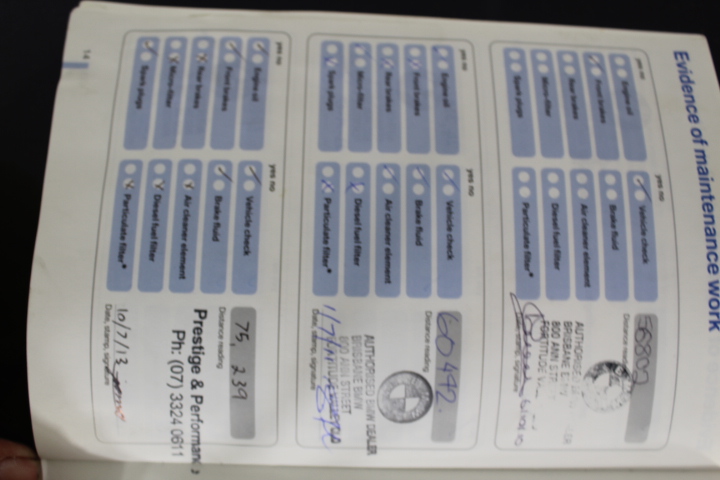 Evidence of maintenance work
yes no
Engine oil
Front brakes
Rear brakes
Micro-filter
Spark plugs
yes no
Vehicle check
Brake fluid
Air cleaner element
Diesel fuel filter
Particulate filter*
56802
Distance reading
AUTHORISED
BRISBANE BMW
800 ANN STREET
FORTITUDE
Date, stamp, signature
yes no
Engine oil
Front brakes
Rear brakes
Micro-filter
Spark plugs
yes no
Vehicle check
Brake fluid
Air cleaner element
Diesel fuel filter
Particulate filter*
60442.
Distance reading
AUTHORISED BMW DEALER
BRISBANE BMW
800 ANN STREET
Date, stamp, signature
yes no
Engine oil
Front brakes
Rear brakes
Micro-filter
Spark plugs
yes no
Vehicle check
Brake fluid
Air cleaner element
Diesel fuel filter
Particulate filter*
75, 239
Distance reading
Prestige & Performance
Ph: (07) 3324 0611
10/7/13
Date, stamp, signature
14